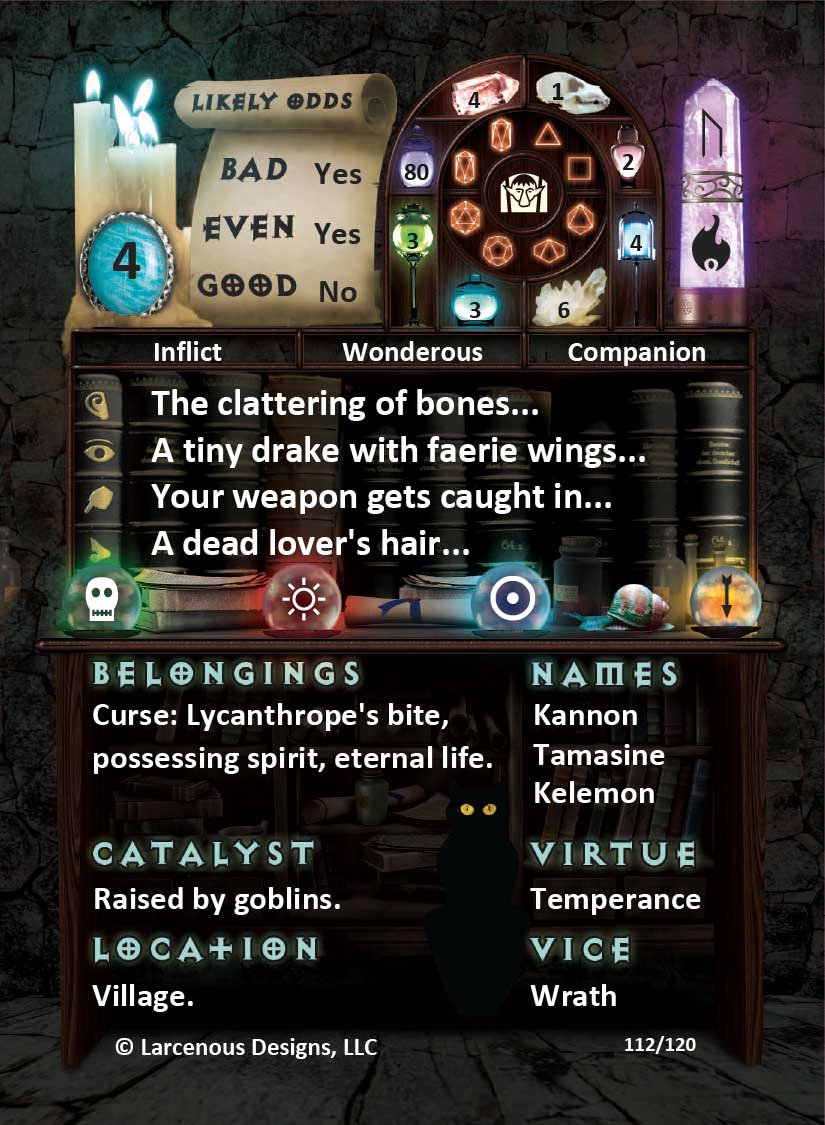 LIKELY ODDS
BAD Yes
EVEN Yes
GOOD No
4
4
1
80
2
3
4
3
6
Inflict Wonderous Companion
The clattering of bones...
A tiny drake with faerie wings...
Your weapon gets caught in...
A dead lover's hair...
BELONGINGS
Curse: Lycanthrope's bite,
possessing spirit, eternal life.
NAMES
Kannon
Tamasine
Kelemon
CATALYST
Raised by goblins.
VIRTUE
Temperance
LOCATION
Village.
VICE
Wrath
© Larcenous Designs, LLC
112/120